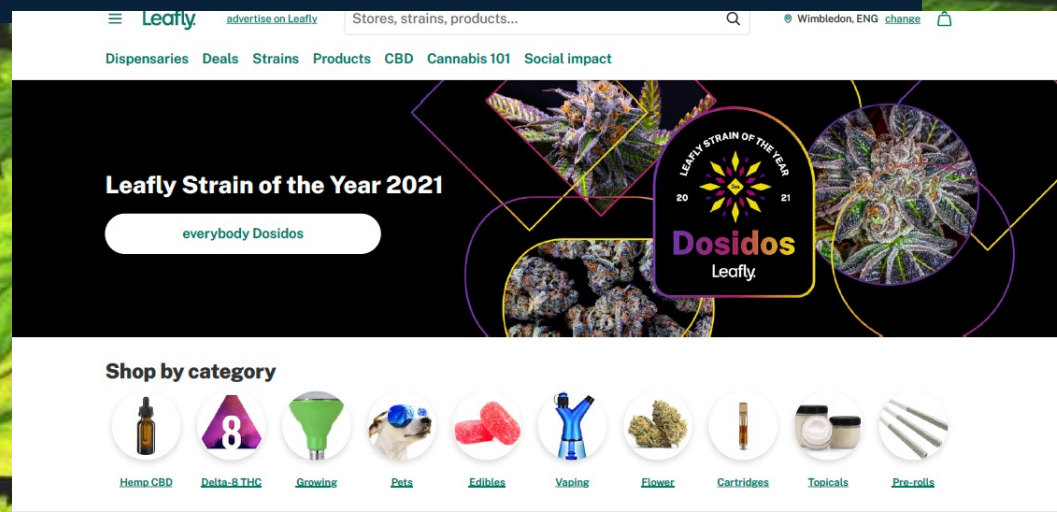 Leafly.
advertise on Leafly
Stores, strains, products...
Wimbledon, ENG change
Dispensaries Deals Strains Products CBD Cannabis 101 Social impact
Leafly Strain of the Year 2021
everybody Dosidos
LEAFLY STRAIN OF THE YEAR
Dos
20 21
Dosidos
Leafly.
Shop by category
8
Hemp CBD Delta-8 THC Growing Pets Edibles Vaping Flower Cartridges Topicals Pre-rolls